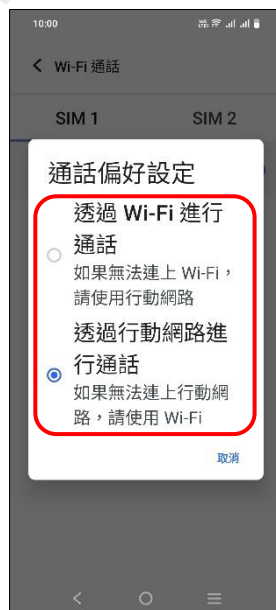 10:00
Wi-Fi 通話
SIM 1
SIM 2
通話偏好設定
透過 Wi-Fi 進行
通話
如果無法連上 Wi-Fi，
請使用行動網路
透過行動網路進
行通話
如果無法連上行動網
路，請使用 Wi-Fi
取消